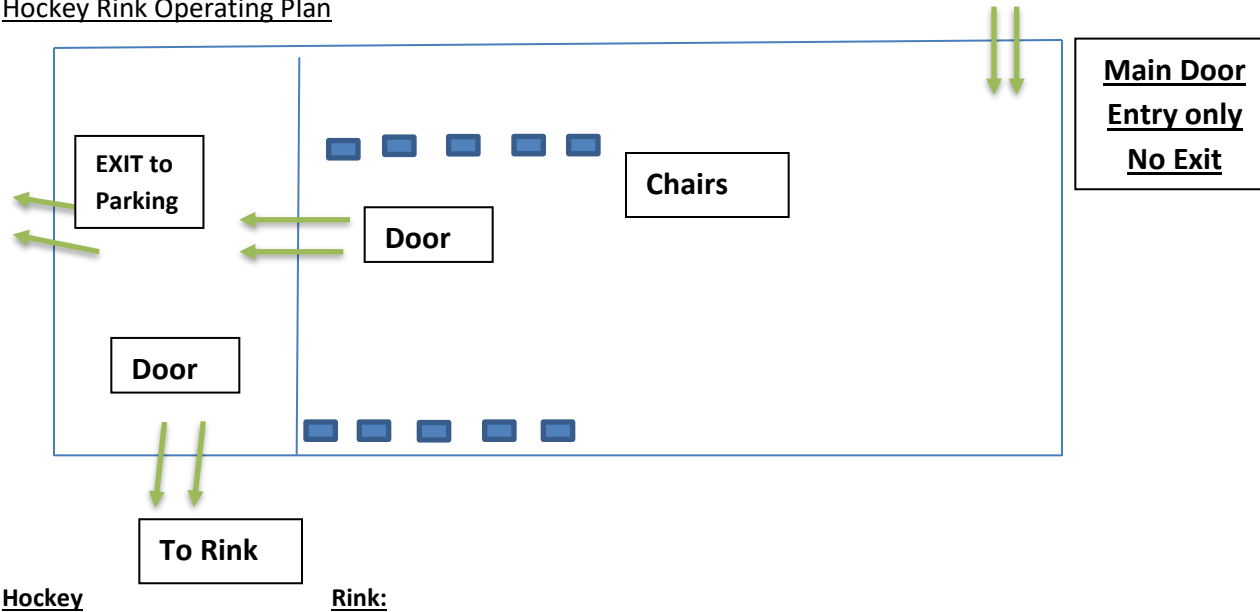 Hockey Rink Operating Plan
Main Door
Entry only
No Exit
EXIT to
Parking
Chairs
Door
Door
To Rink
Hockey Rink: